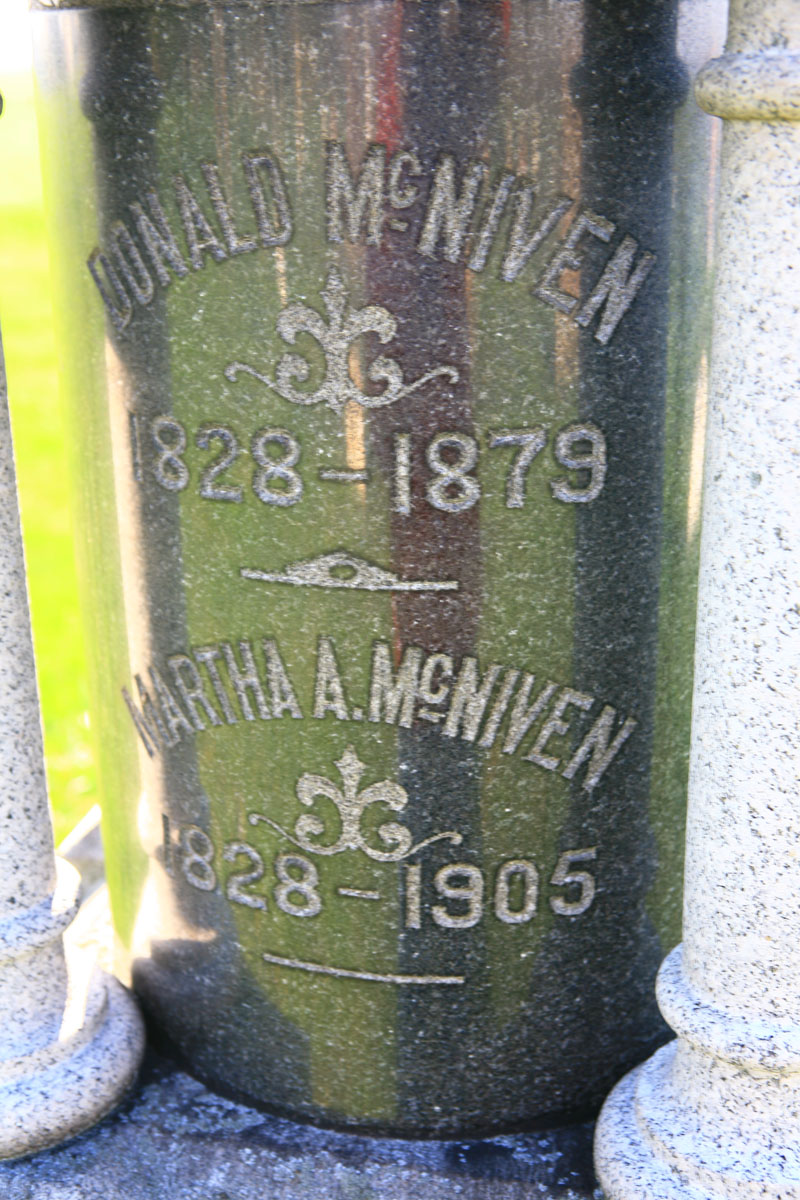 DONALD McNIVEN
1828 - 1879
MARTHA A. McNIVEN
1828 - 1905